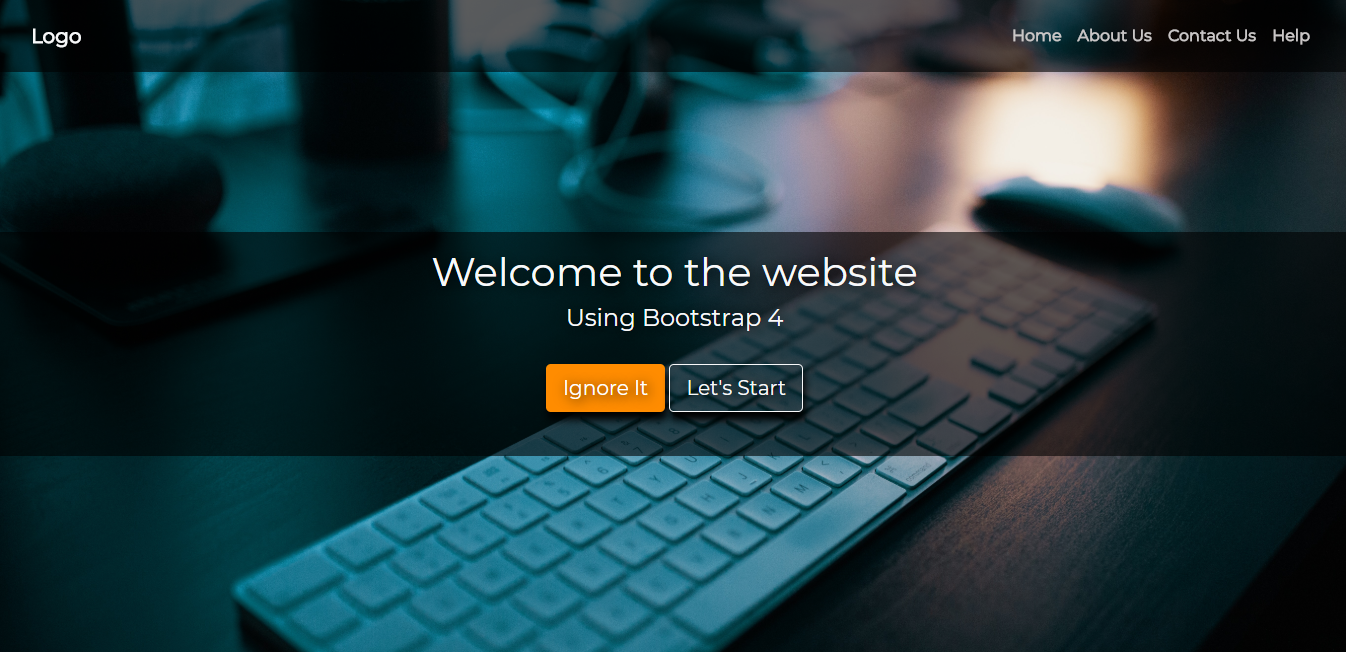 Logo
Home About Us Contact Us Help
Welcome to the website
Using Bootstrap 4
Ignore It Let's Start